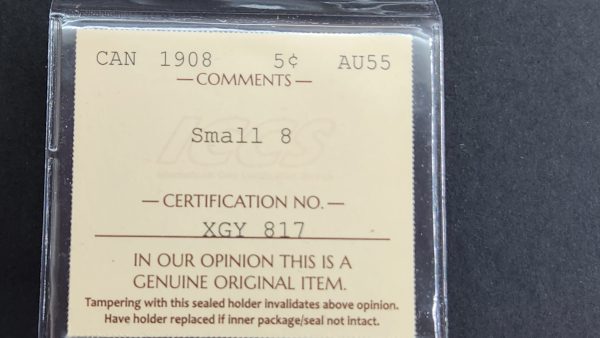 CAN 1908 5¢ AU55
— COMMENTS —
ICCS
Small 8
— CERTIFICATION NO. —
XGY 817
IN OUR OPINION THIS IS A
GENUINE ORIGINAL ITEM.
Tampering with this sealed holder invalidates above opinion.
Have holder replaced if inner package/seal not intact.